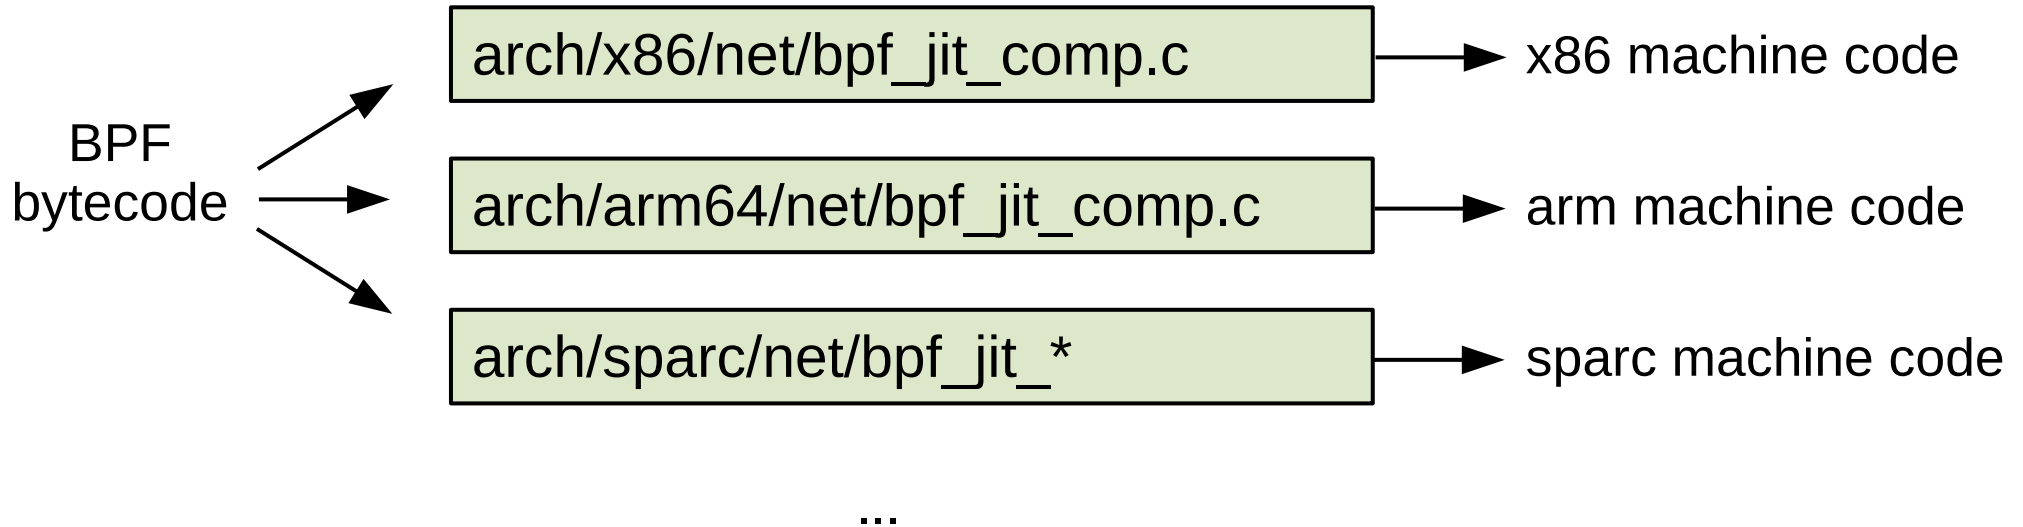 arch/x86/net/bpf_jit_comp.c
x86 machine code
BPF
bytecode
arch/arm64/net/bpf_jit_comp.c
arm machine code
arch/sparc/net/bpf_jit_*
sparc machine code
...